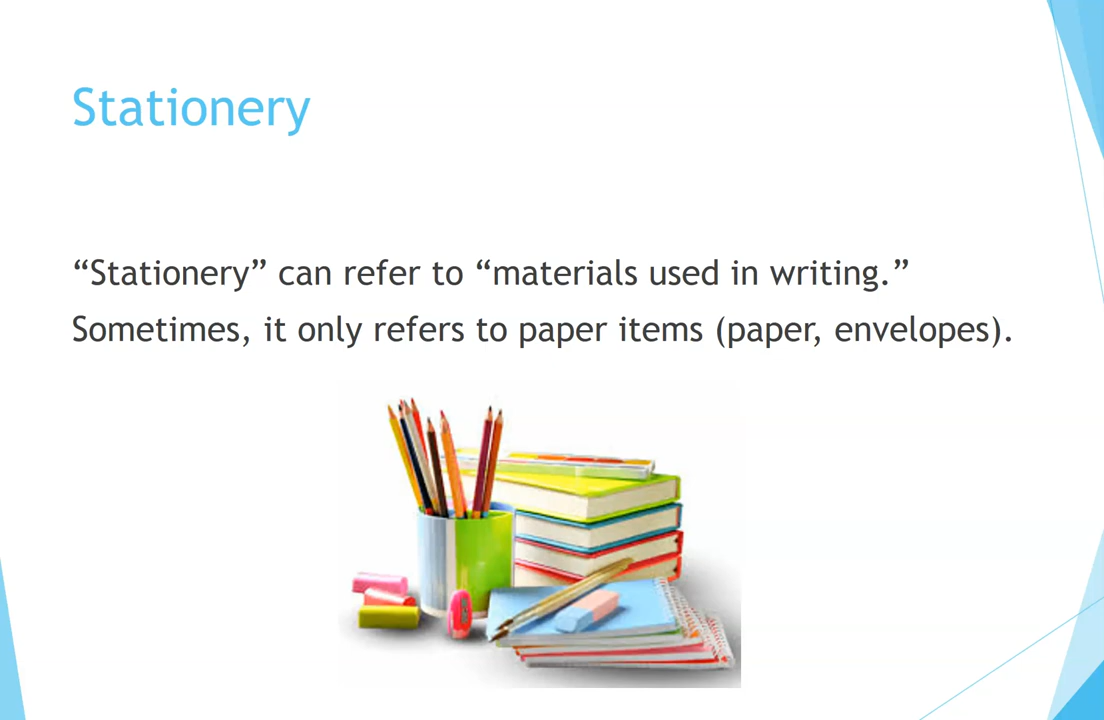 Stationery
“Stationery” can refer to “materials used in writing.”
Sometimes, it only refers to paper items (paper, envelopes).